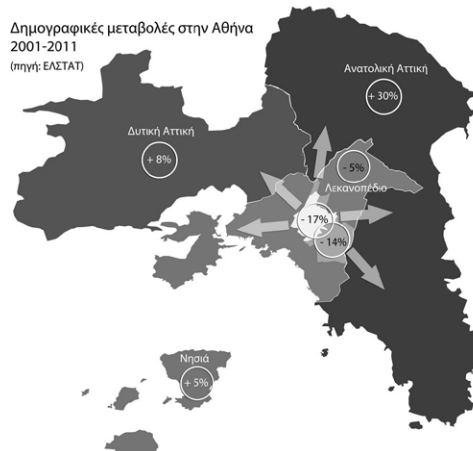 Δημογραφικές μεταβολές στην Αθήνα
2001-2011
(πηγή: ΕΛΣΤΑΤ)
Ανατολική Αττική
+ 30%
Δυτική Αττική
+ 8%
- 5%
Λεκανοπέδιο
- 17%
- 14%
Νησιά
+ 5%